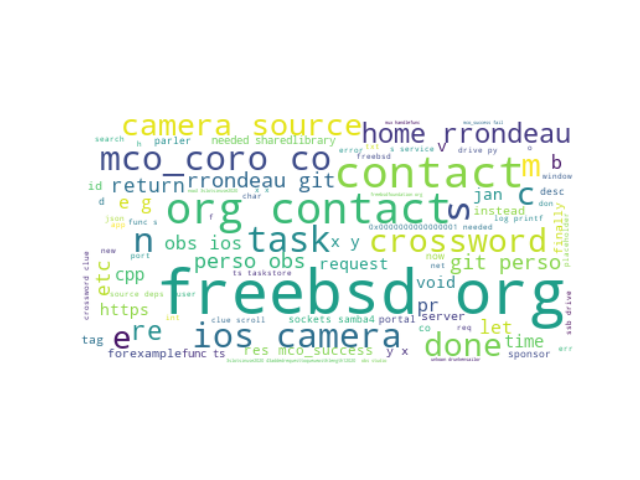 camera source
home rrondeau
search h parler needed sharedlibrary
error txt s service v drive py o
freebsd
mco_coro co
contact
m b
window
id return rrondeau git
c
jan
desc
d e g
org contact
s
instead
don
finally
placeholder
json
app
func s
char
f
x x
0x0000000000000001 needed
log printf
n
obs ios
task
x y
crossword
etc
crossword clue
new
port
cpp
perso obs
request
now
net
git perso
ts taskstore
void
source deps
user
freebsd org
https
int
clue scroll
sockets samba4
portal
server
pr
co
req
let
ssb drive
tag
e
re
ios camera
done
time
forexample
func ts
res mco_success
y x
sponsor
err